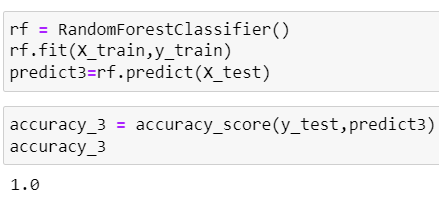 rf = RandomForestClassifier()
rf.fit(X_train,y_train)
predict3=rf.predict(X_test)
accuracy_3 = accuracy_score(y_test,predict3)
accuracy_3
1.0